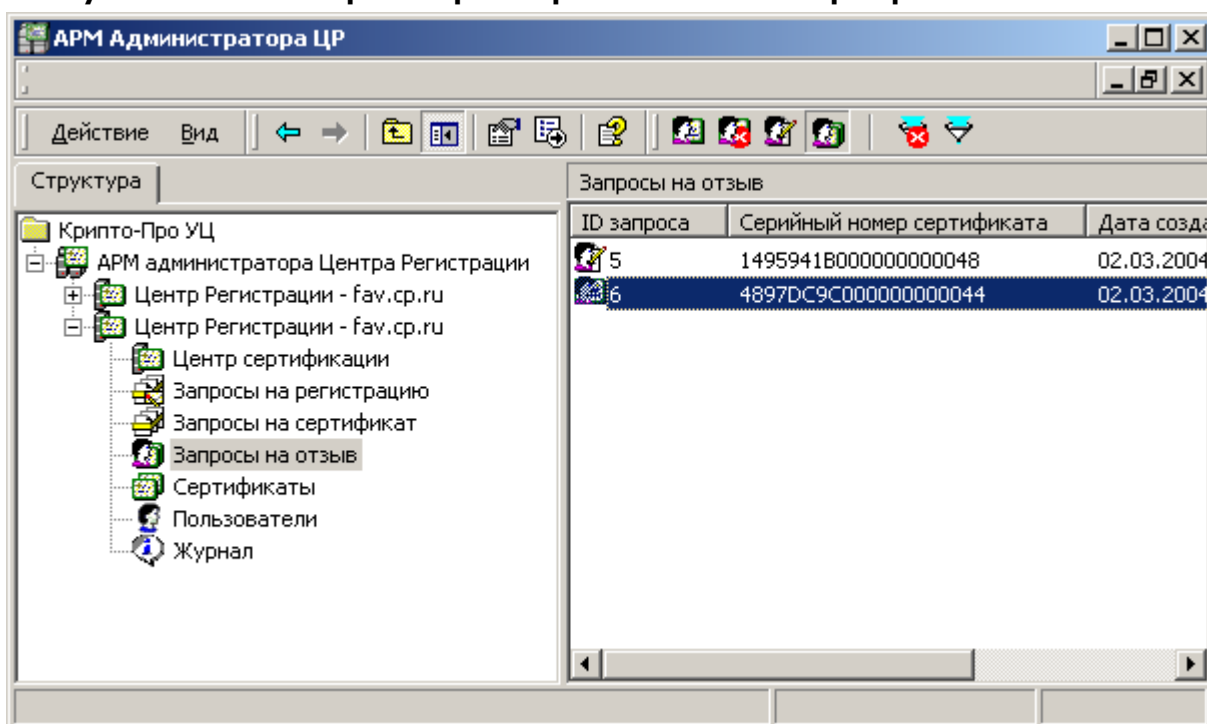 АРМ Администратора ЦР
Действие Вид
Структура
Запросы на отзыв
Крипто-Про УЦ
АРМ администратора Центра Регистрации
Центр Регистрации - fav.cp.ru
Центр Регистрации - fav.cp.ru
Центр сертификации
Запросы на регистрацию
Запросы на сертификат
Запросы на отзыв
Сертификаты
Пользователи
Журнал
ID запроса Серийный номер сертификата Дата созда
5 1495941B000000000048 02.03.2004
6 4897DC9C000000000044 02.03.2004